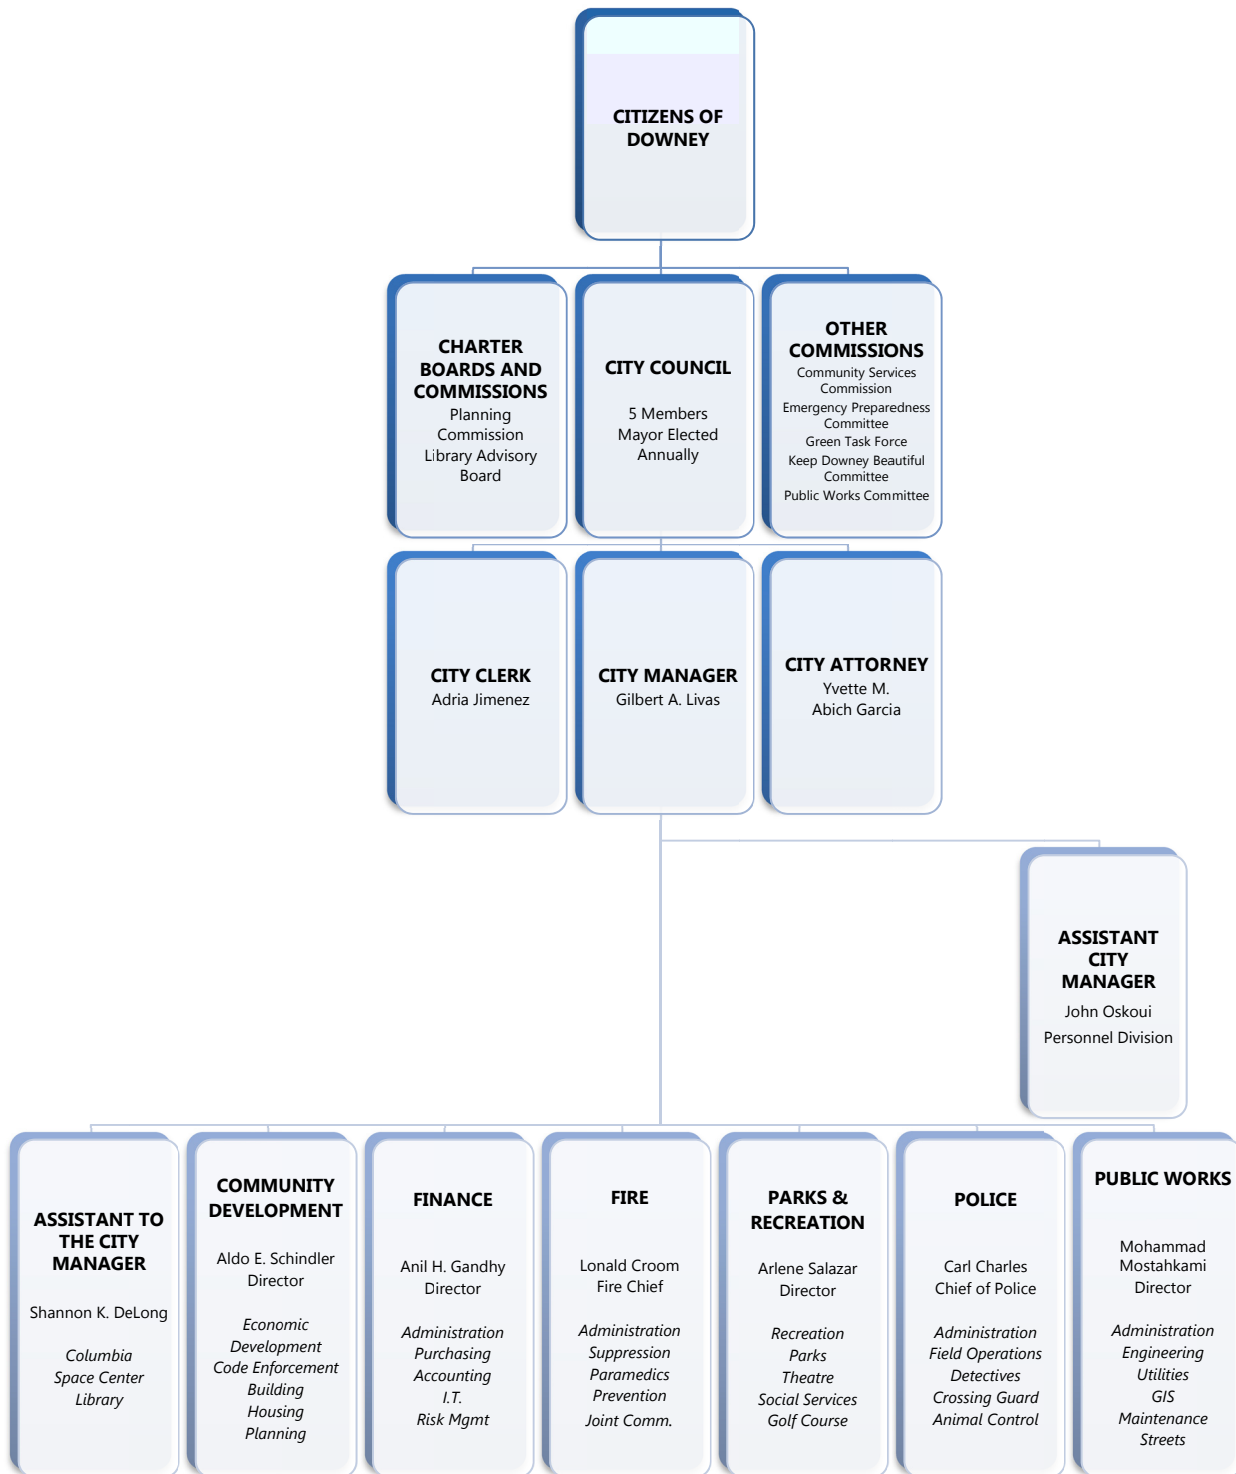 CITIZENS OF
DOWNEY
CHARTER
BOARDS AND
COMMISSIONS
Planning
Commission
Library Advisory
Board
CITY COUNCIL
5 Members
Mayor Elected
Annually
OTHER
COMMISSIONS
Community Services
Commission
Emergency Preparedness
Committee
Green Task Force
Keep Downey Beautiful
Committee
Public Works Committee
CITY CLERK
Adria Jimenez
CITY MANAGER
Gilbert A. Livas
CITY ATTORNEY
Yvette M.
Abich Garcia
ASSISTANT
CITY
MANAGER
John Oskoui
Personnel Division
ASSISTANT TO
THE CITY
MANAGER
Shannon K. DeLong
Columbia
Space Center
Library
COMMUNITY
DEVELOPMENT
Aldo E. Schindler
Director
Economic
Development
Code Enforcement
Building
Housing
Planning
FINANCE
Anil H. Gandhy
Director
Administration
Purchasing
Accounting
I.T.
Risk Mgmt
FIRE
Lonald Croom
Fire Chief
Administration
Suppression
Paramedics
Prevention
Joint Comm.
PARKS &
RECREATION
Arlene Salazar
Director
Recreation
Parks
Theatre
Social Services
Golf Course
POLICE
Carl Charles
Chief of Police
Administration
Field Operations
Detectives
Crossing Guard
Animal Control
PUBLIC WORKS
Mohammad
Mostahkami
Director
Administration
Engineering
Utilities
GIS
Maintenance
Streets